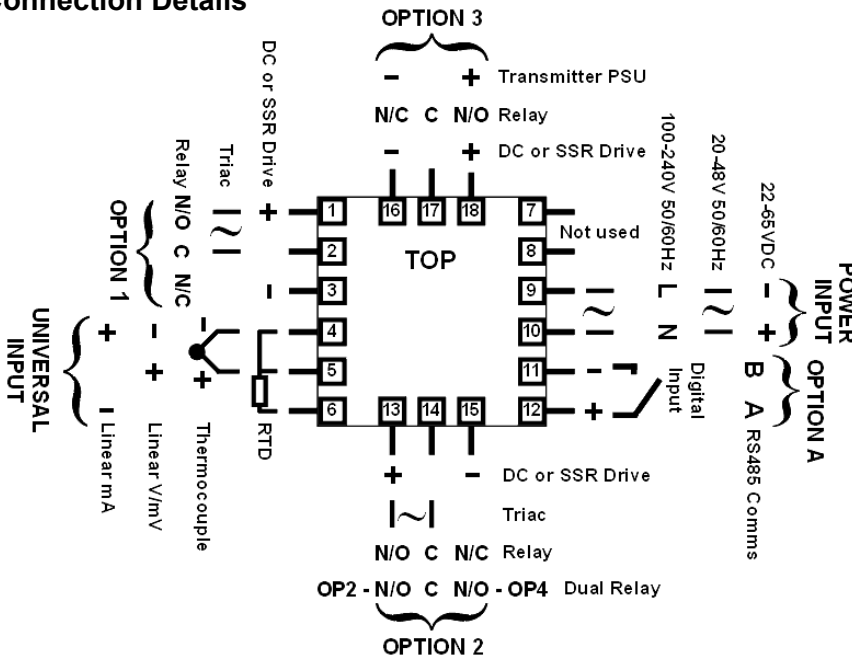 Connection Details
OPTION 3
- + Transmitter PSU
N/C C N/O Relay
- + DC or SSR Drive
DC or SSR Drive + -
Triac
Relay N/O C N/C
OPTION 1
1
2
3
4
5
6
16 17 18
TOP
13 14 15
7
8
9
10
11
12
Not used
100-240V 50/60Hz L N
20-48V 50/60Hz
22-65VDC - +
POWER
INPUT
- +
Digital
Input
B A RS485 Comms
OPTION A
RTD
- + Thermocouple
- + Linear V/mV
+ - Linear mA
UNIVERSAL
INPUT
+ - DC or SSR Drive
Triac
N/O C N/C Relay
OP2 - N/O C N/O - OP4 Dual Relay
OPTION 2